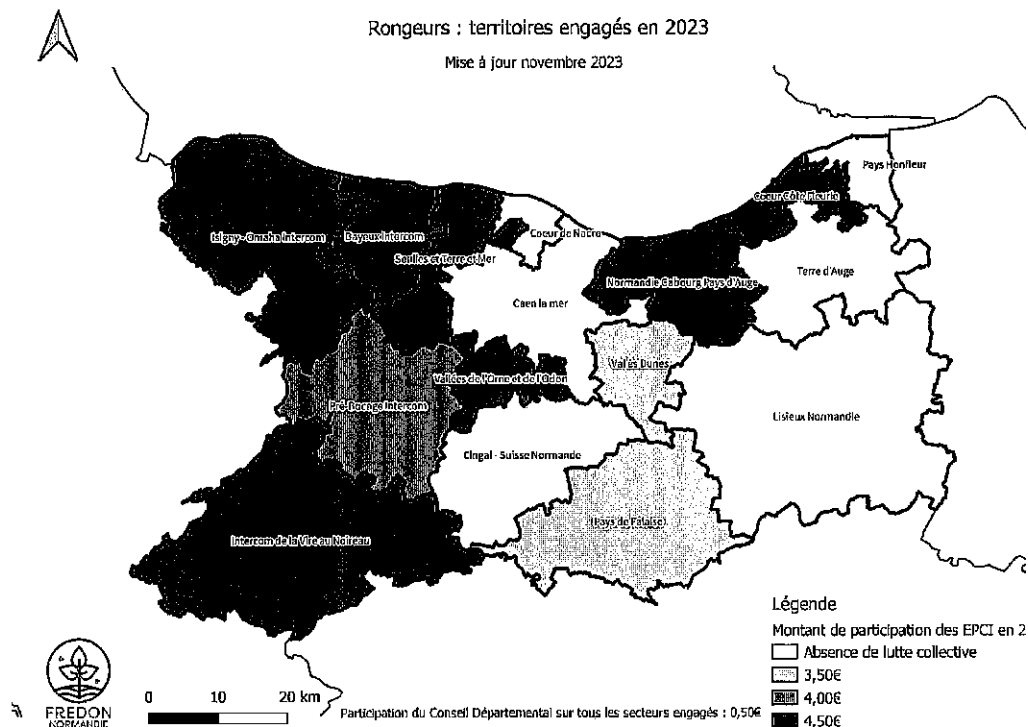 Rongeurs : territoires engagés en 2023
Mise à jour novembre 2023
Pays Honfleur
Coeur Côte Fleurie
Isigny - Omaha Intercom
Bayeux Intercom
Coeur de Nacre
Seulles et Terre et Mer
Terre d'Auge
Normandie Cabourg Pays d'Auge
Caen la mer
Val ès Dunes
Vallées de l'Orne et de l'Odon
Pré-Bocage Intercom
Lisieux Normandie
Cingal - Suisse Normande
(Pays de Falaise)
Intercom de la Vire au Noireau
Légende
Montant de participation des EPCI en 2
Absence de lutte collective
3,50€
4,00€
4,50€
0 10 20 km
Participation du Conseil Départemental sur tous les secteurs engagés : 0,50€
FREDON
NORMANDIE